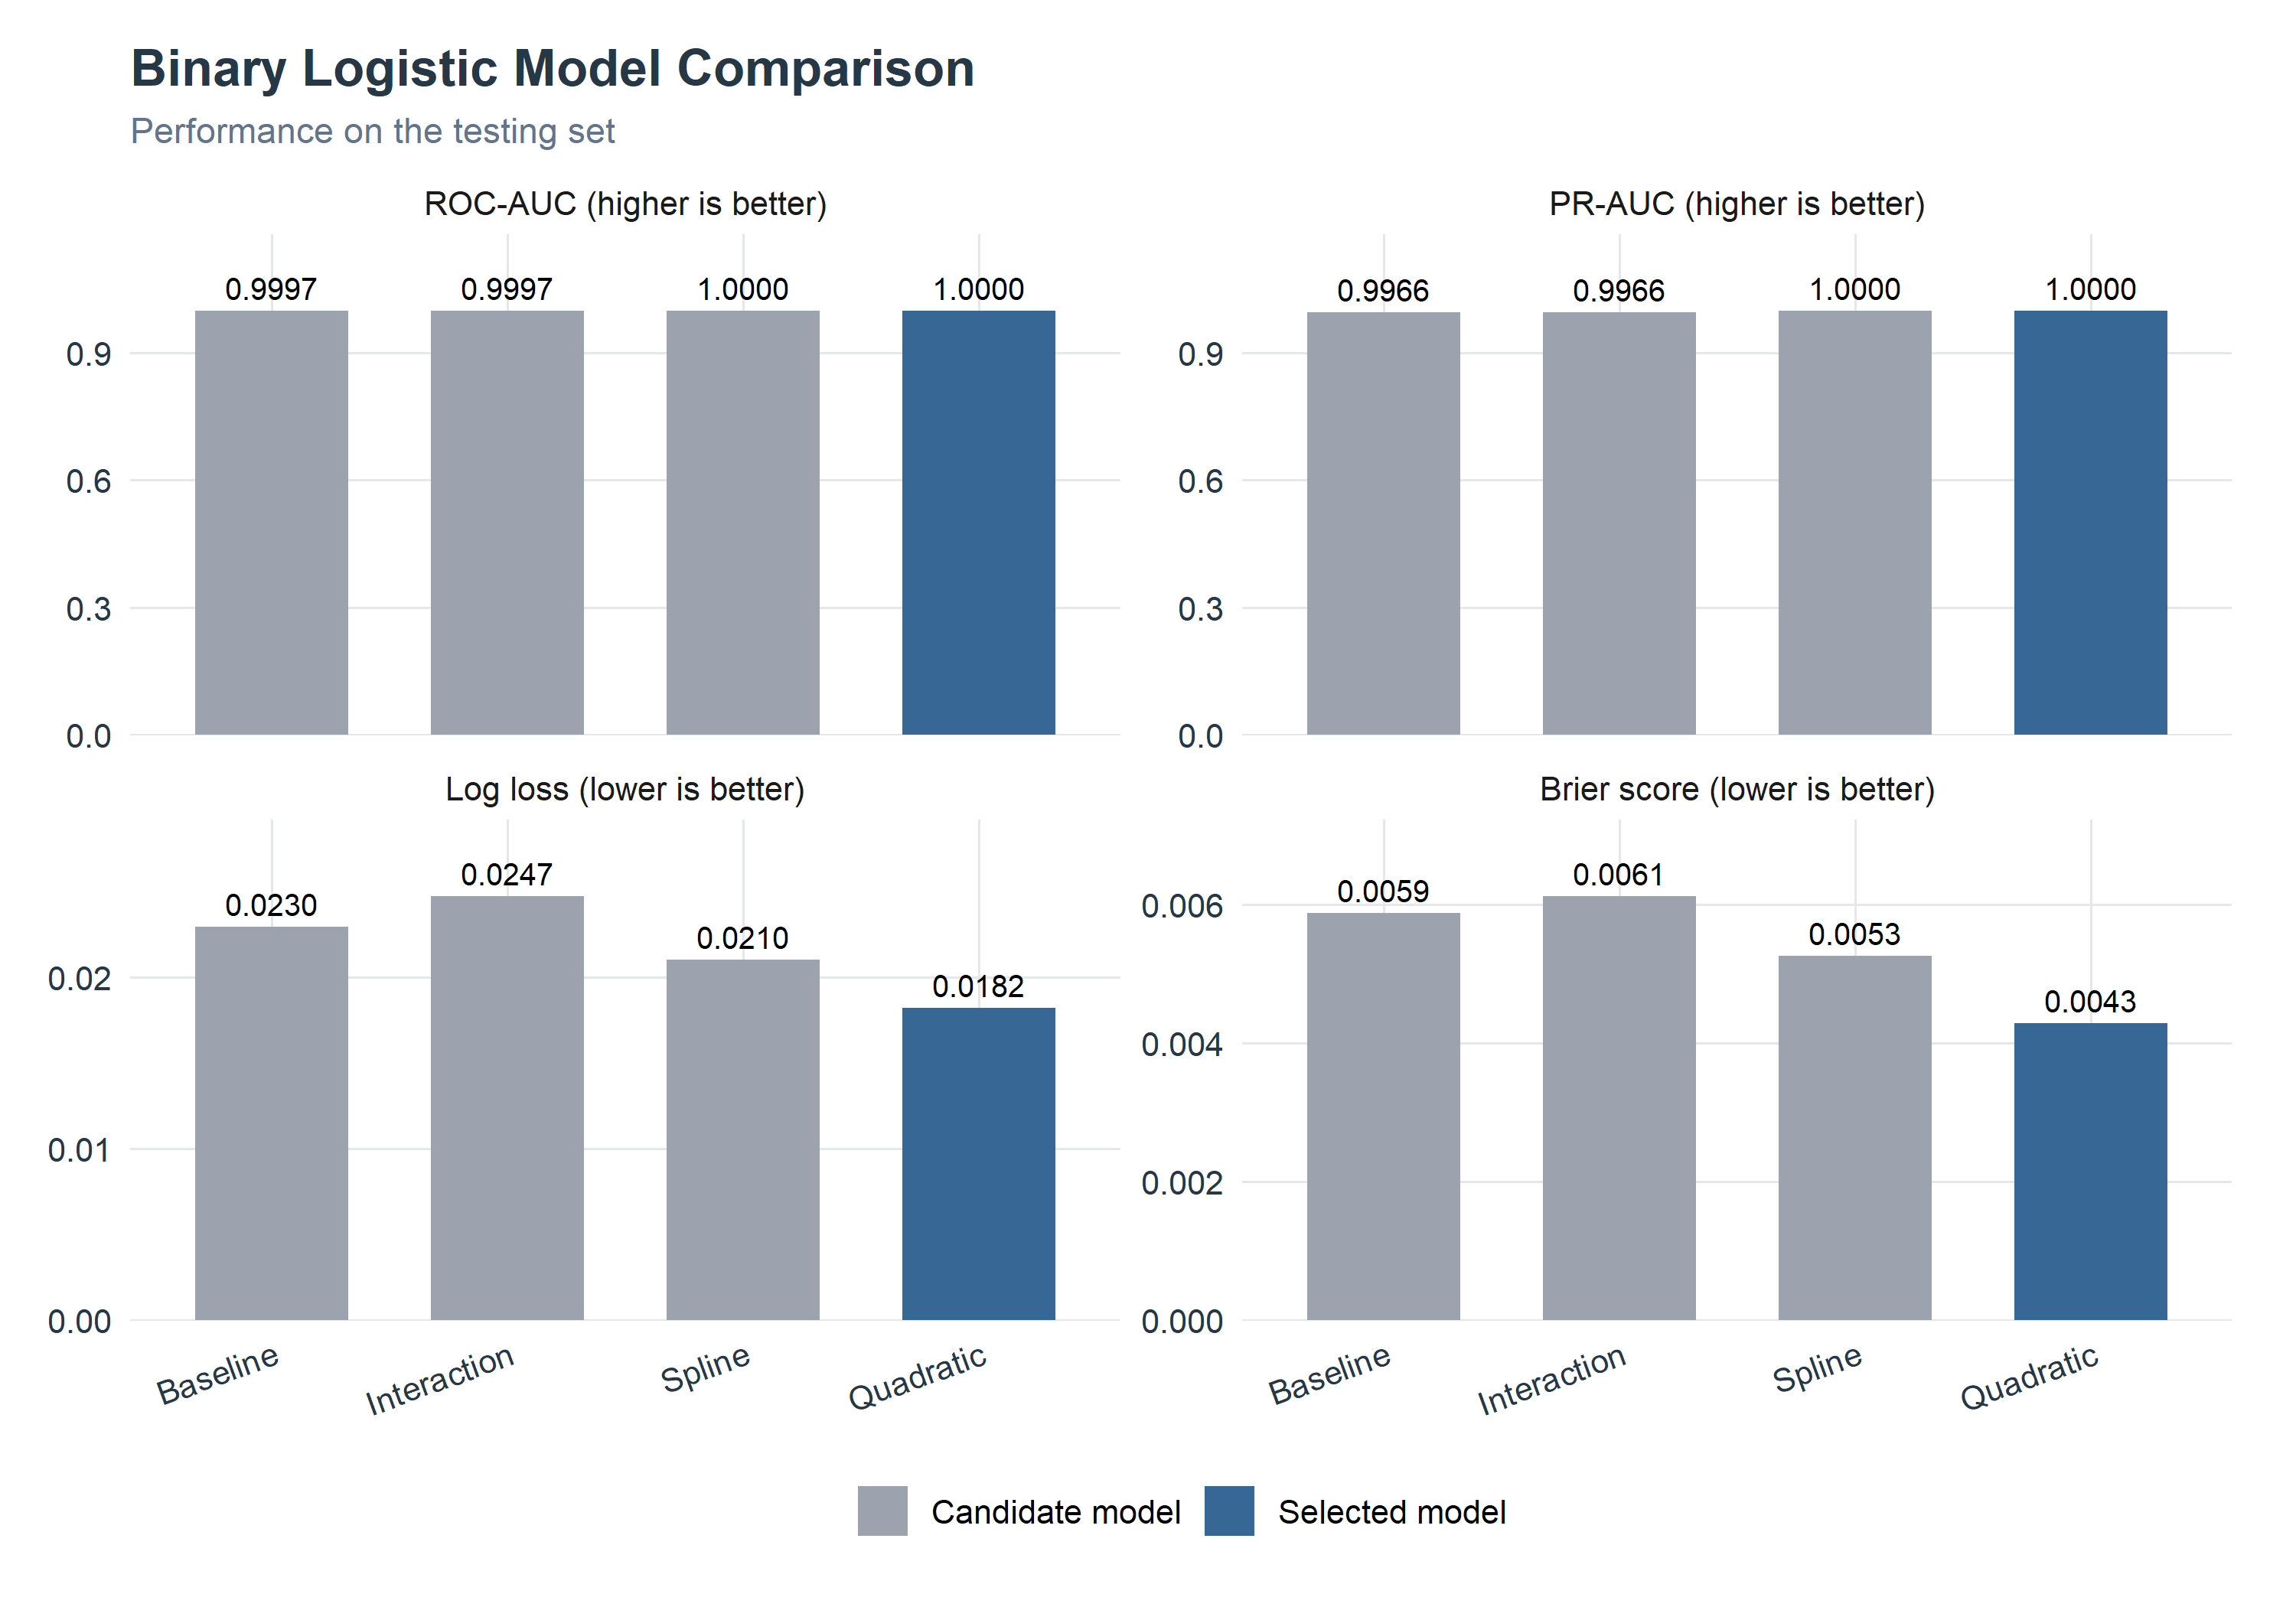 Binary Logistic Model Comparison
Performance on the testing set
ROC-AUC (higher is better)
0.9997 0.9997 1.0000 1.0000
0.9
0.6
0.3
0.0
PR-AUC (higher is better)
0.9966 0.9966 1.0000 1.0000
0.9
0.6
0.3
0.0
Log loss (lower is better)
0.0230 0.0247 0.0210 0.0182
0.02
0.01
0.00
Baseline Interaction Spline Quadratic
Brier score (lower is better)
0.0059 0.0061 0.0053 0.0043
0.006
0.004
0.002
0.000
Baseline Interaction Spline Quadratic
Candidate model Selected model